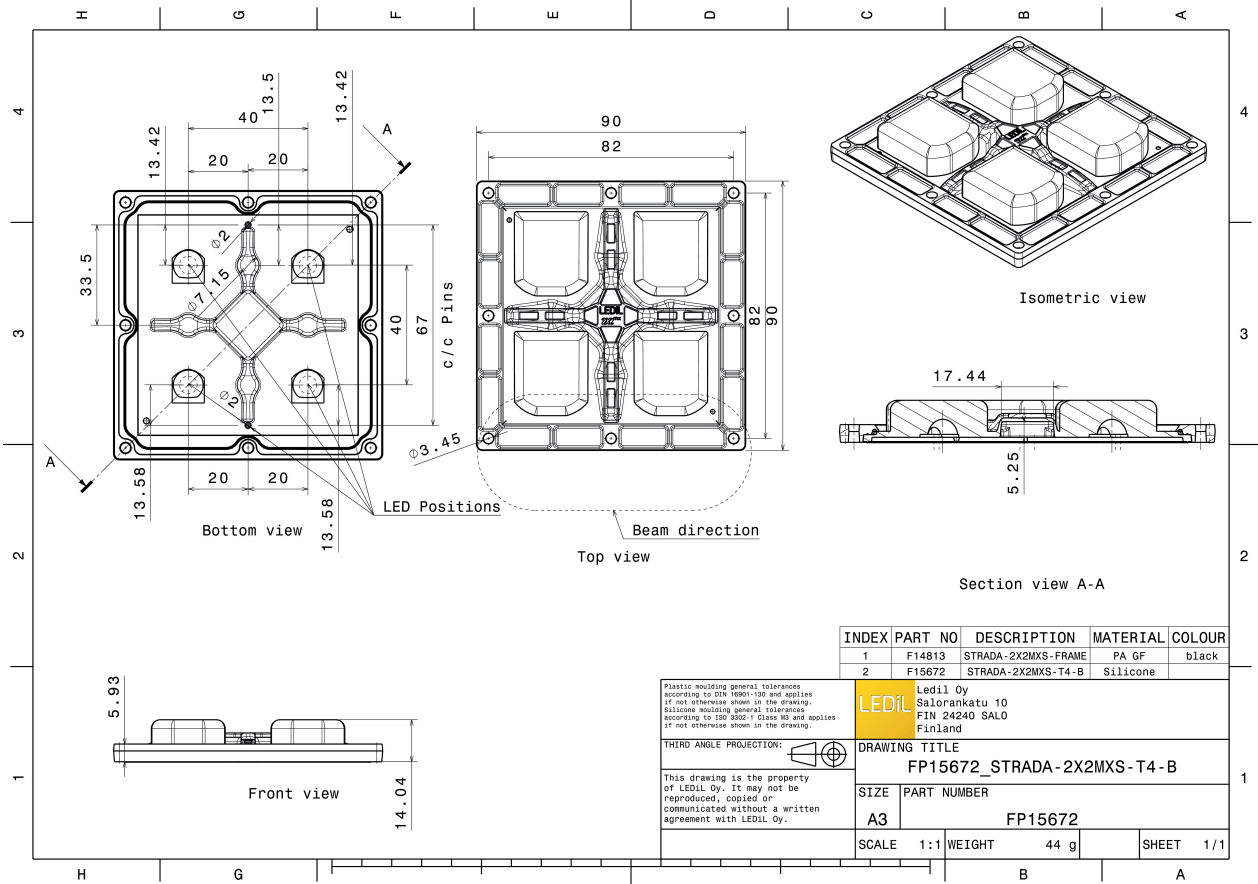 H G F E D C B A
4
4
3
3
2
2
1
1
H G B A
13.42
40
13.5
13.42
A
20 20
33.5
Ø2
Ø7.15
40
67
C/C Pins
Ø2
A
13.58
20 20
13.58
LED Positions
Bottom view
90
82
LEDiL
82
90
Ø3.45
Beam direction
Top view
LEDiL
Isometric view
17.44
5.25
Section view A-A
5.93
14.04
Front view
INDEX PART NO DESCRIPTION MATERIAL COLOUR
1 F14813 STRADA-2X2MXS-FRAME PA GF black
2 F15672 STRADA-2X2MXS-T4-B Silicone
Plastic moulding general tolerances
according to DIN 16901-130 and applies
if not otherwise shown in the drawing.
Silicone moulding general tolerances
according to ISO 3302-1 Class M3 and applies
if not otherwise shown in the drawing.
LEDiL
Ledil Oy
Salorankatu 10
FIN 24240 SALO
Finland
THIRD ANGLE PROJECTION:
DRAWING TITLE
FP15672_STRADA-2X2MXS-T4-B
This drawing is the property
of LEDiL Oy. It may not be
reproduced, copied or
communicated without a written
agreement with LEDiL Oy.
SIZE PART NUMBER
A3 FP15672
SCALE 1:1 WEIGHT 44 g SHEET 1/1